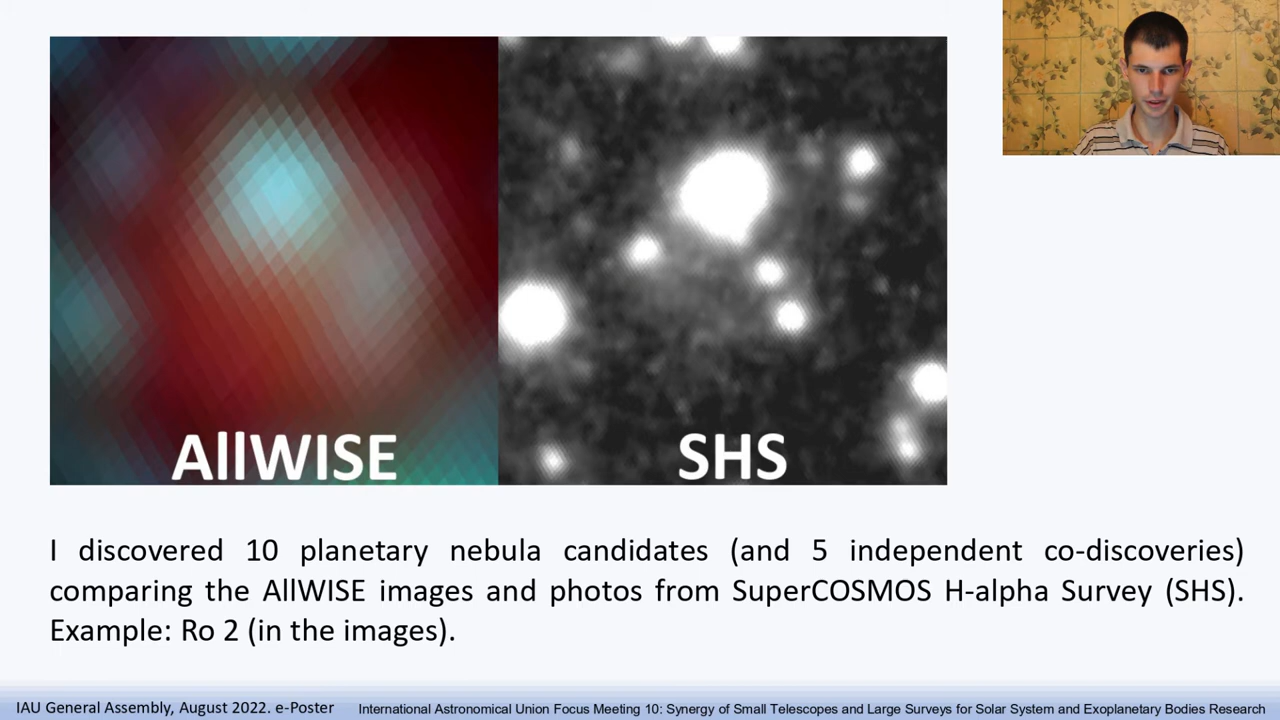 AllWISE
SHS
I discovered 10 planetary nebula candidates (and 5 independent co-discoveries)
comparing the AllWISE images and photos from SuperCOSMOS H-alpha Survey (SHS).
Example: Ro 2 (in the images).
IAU General Assembly, August 2022. e-Poster
International Astronomical Union Focus Meeting 10: Synergy of Small Telescopes and Large Surveys for Solar System and Exoplanetary Bodies Research